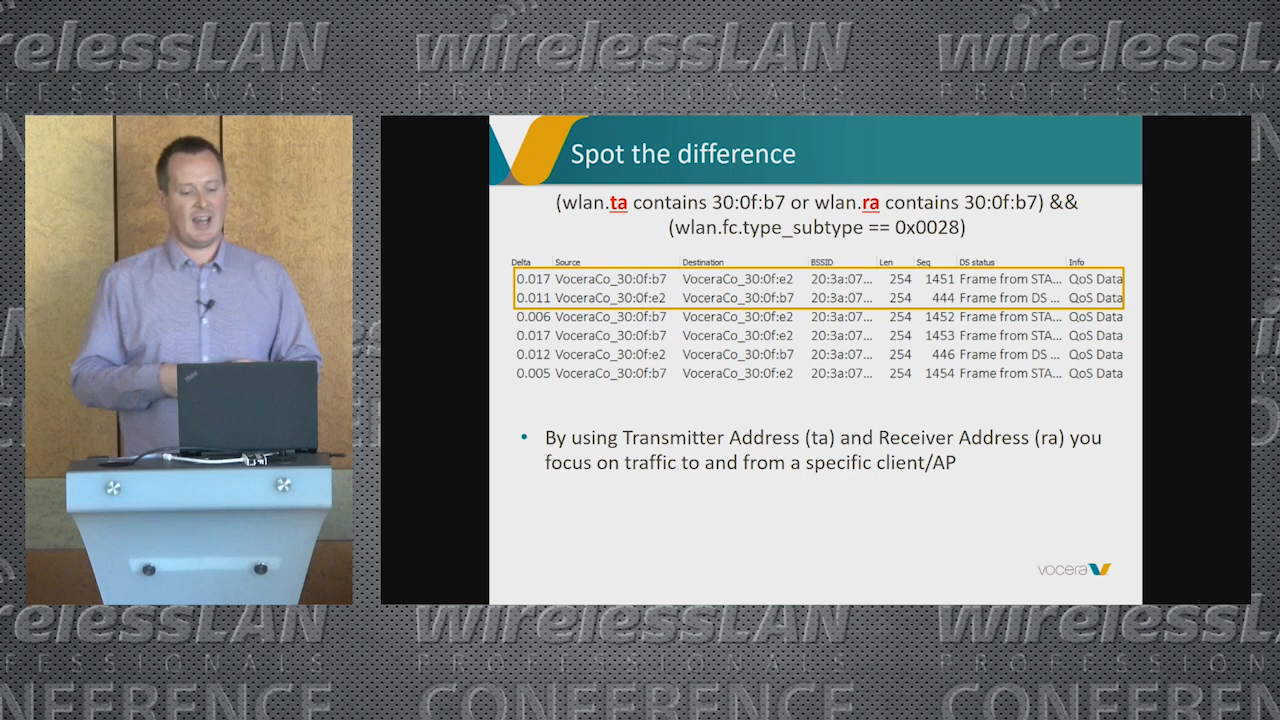 wirelessLAN
PROFESSIONALS
Spot the difference
(wlan.ta contains 30:0f:b7 or wlan.ra contains 30:0f:b7) &&
(wlan.fc.type_subtype == 0x0028)
Delta Source Destination BSSID Len Seq DS status Info
0.017 VoceraCo_30:0f:b7 VoceraCo_30:0f:e2 20:3a:07... 254 1451 Frame from STA... QoS Data
0.011 VoceraCo_30:0f:e2 VoceraCo_30:0f:b7 20:3a:07... 254 444 Frame from DS ... QoS Data
0.006 VoceraCo_30:0f:b7 VoceraCo_30:0f:e2 20:3a:07... 254 1452 Frame from STA... QoS Data
0.017 VoceraCo_30:0f:b7 VoceraCo_30:0f:e2 20:3a:07... 254 1453 Frame from STA... QoS Data
0.012 VoceraCo_30:0f:e2 VoceraCo_30:0f:b7 20:3a:07... 254 446 Frame from DS ... QoS Data
0.005 VoceraCo_30:0f:b7 VoceraCo_30:0f:e2 20:3a:07... 254 1454 Frame from STA... QoS Data
• By using Transmitter Address (ta) and Receiver Address (ra) you
focus on traffic to and from a specific client/AP
vocera
wirelessLAN
PROFESSIONALS
CONFERENCE